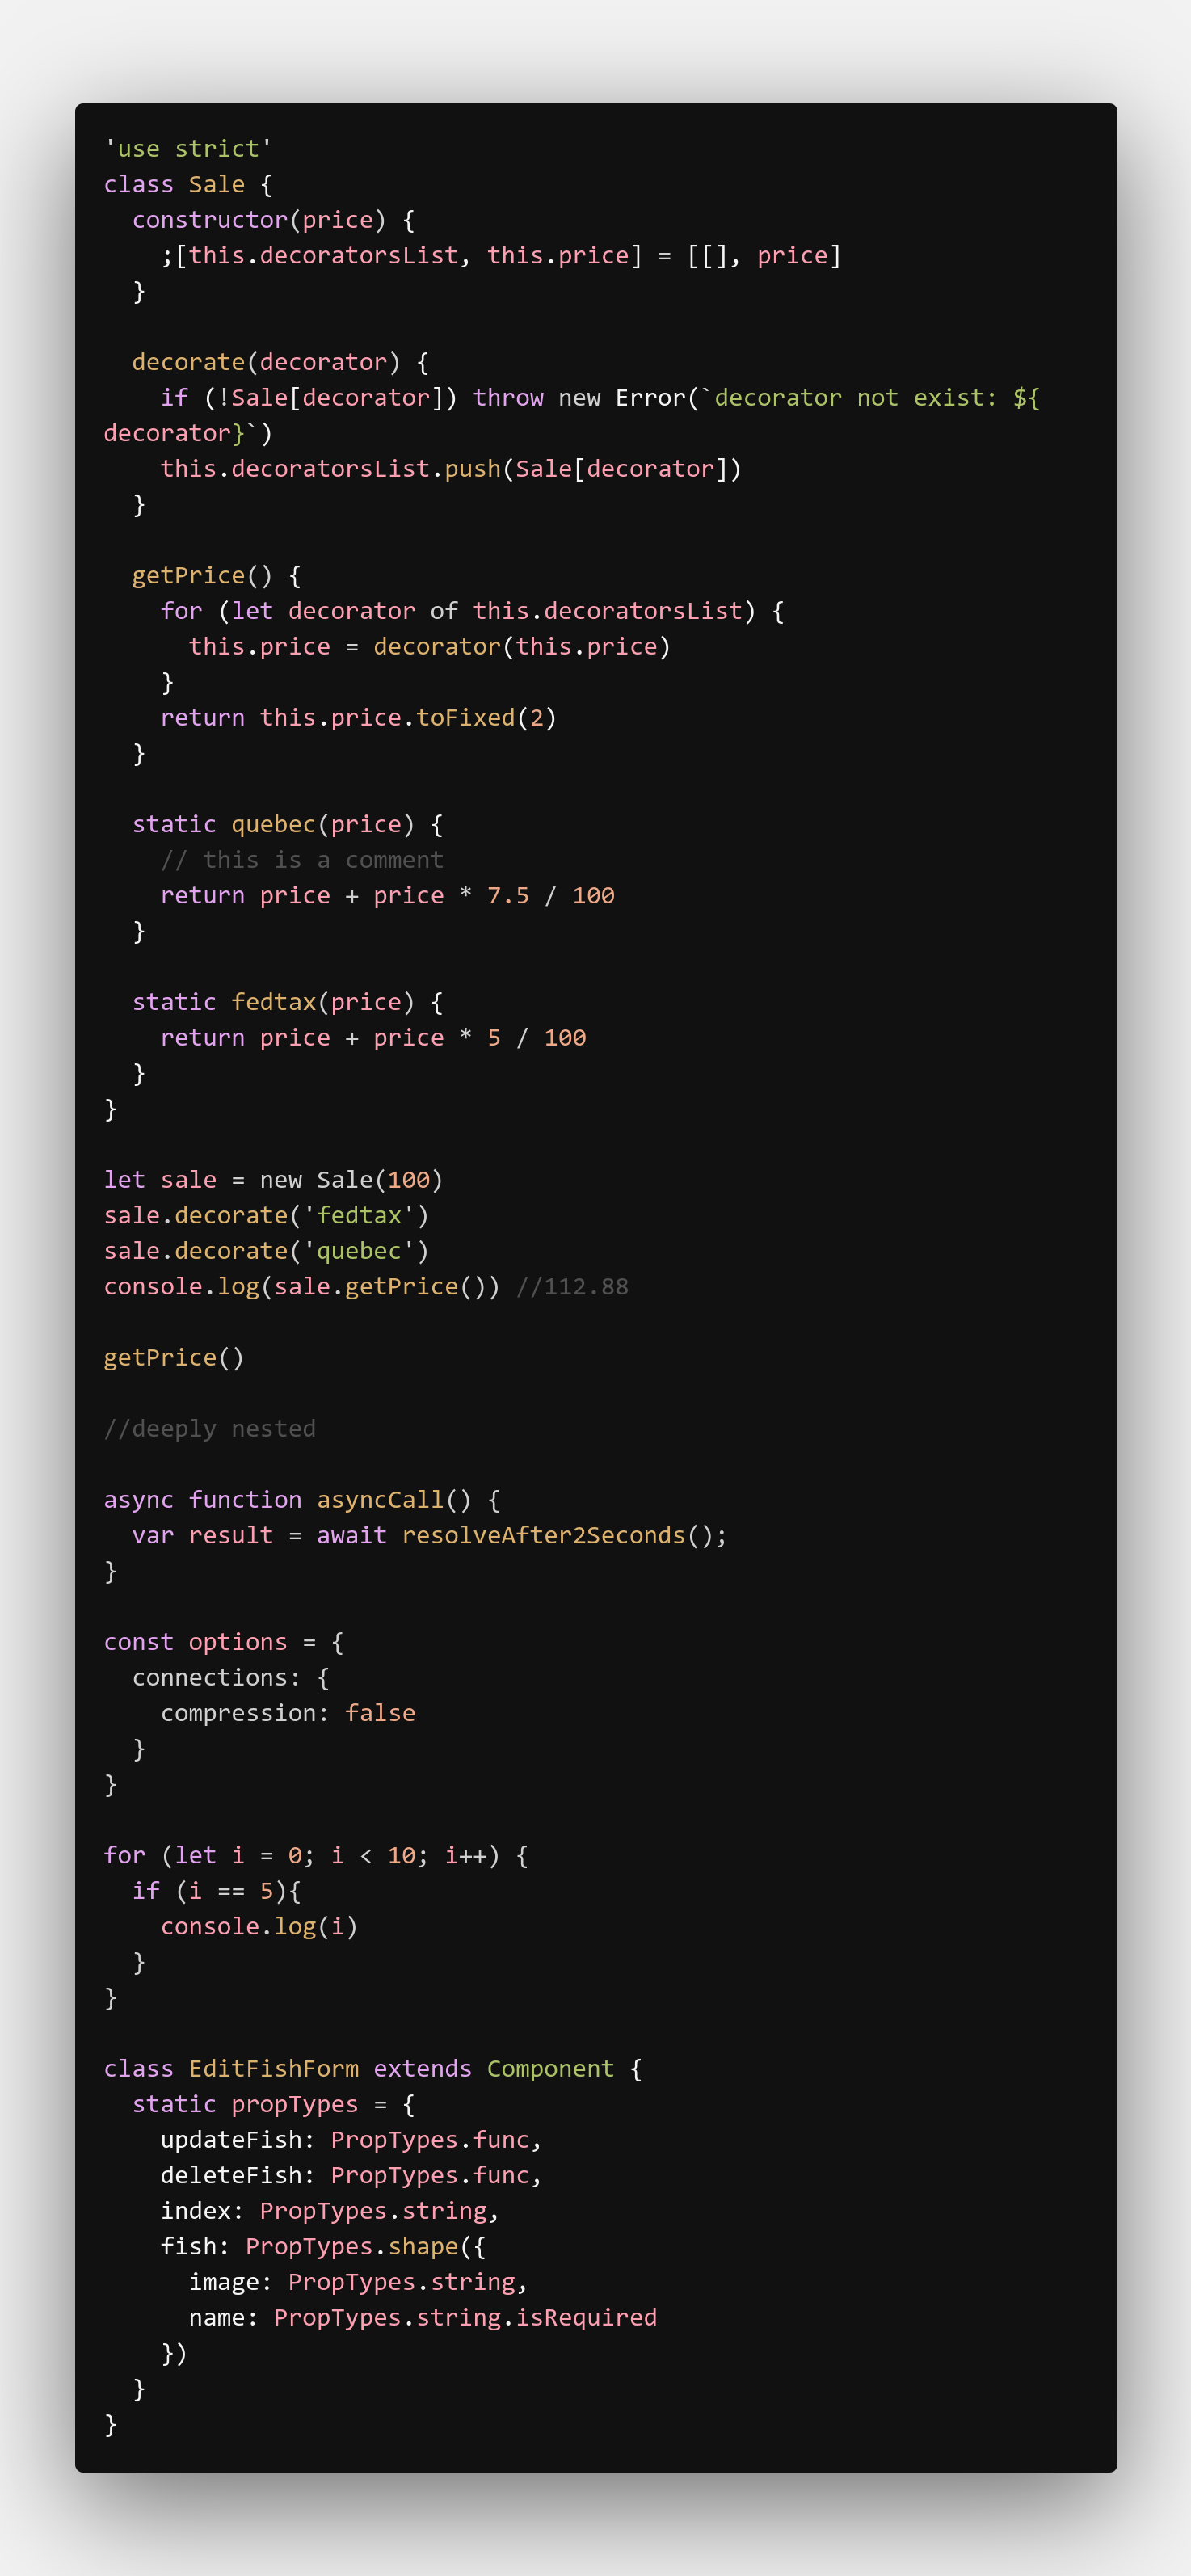 'use strict'
class Sale {
  constructor(price) {
    ;[this.decoratorsList, this.price] = [[], price]
  }

  decorate(decorator) {
    if (!Sale[decorator]) throw new Error(`decorator not exist: ${
decorator}`)
    this.decoratorsList.push(Sale[decorator])
  }

  getPrice() {
    for (let decorator of this.decoratorsList) {
      this.price = decorator(this.price)
    }
    return this.price.toFixed(2)
  }

  static quebec(price) {
    // this is a comment
    return price + price * 7.5 / 100
  }

  static fedtax(price) {
    return price + price * 5 / 100
  }
}

let sale = new Sale(100)
sale.decorate('fedtax')
sale.decorate('quebec')
console.log(sale.getPrice()) //112.88

getPrice()

//deeply nested

async function asyncCall() {
  var result = await resolveAfter2Seconds();
}

const options = {
  connections: {
    compression: false
  }
}

for (let i = 0; i < 10; i++) {
  if (i == 5){
    console.log(i)
  }
}

class EditFishForm extends Component {
  static propTypes = {
    updateFish: PropTypes.func,
    deleteFish: PropTypes.func,
    index: PropTypes.string,
    fish: PropTypes.shape({
      image: PropTypes.string,
      name: PropTypes.string.isRequired
    })
  }
}